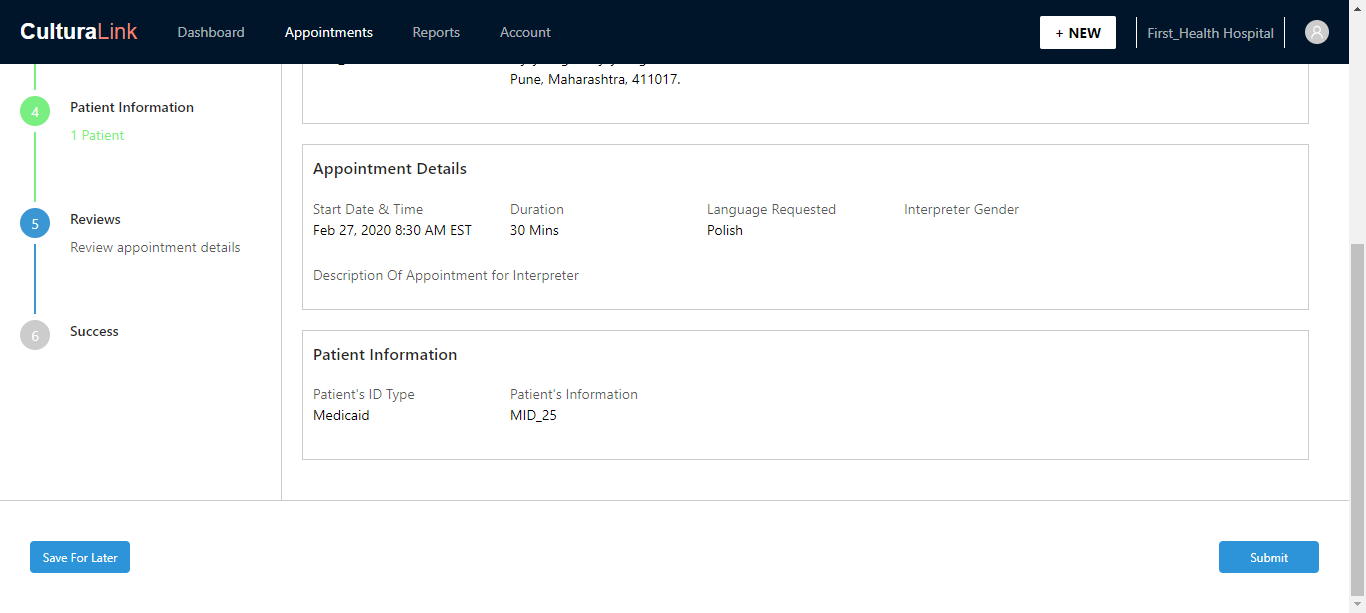 CulturaLink Dashboard Appointments Reports Account + NEW First_Health Hospital
Pune, Maharashtra, 411017.
4 Patient Information
1 Patient
5 Reviews
Review appointment details
6 Success
Appointment Details
Start Date & Time Duration Language Requested Interpreter Gender
Feb 27, 2020 8:30 AM EST 30 Mins Polish
Description Of Appointment for Interpreter
Patient Information
Patient's ID Type Patient's Information
Medicaid MID_25
Save For Later Submit